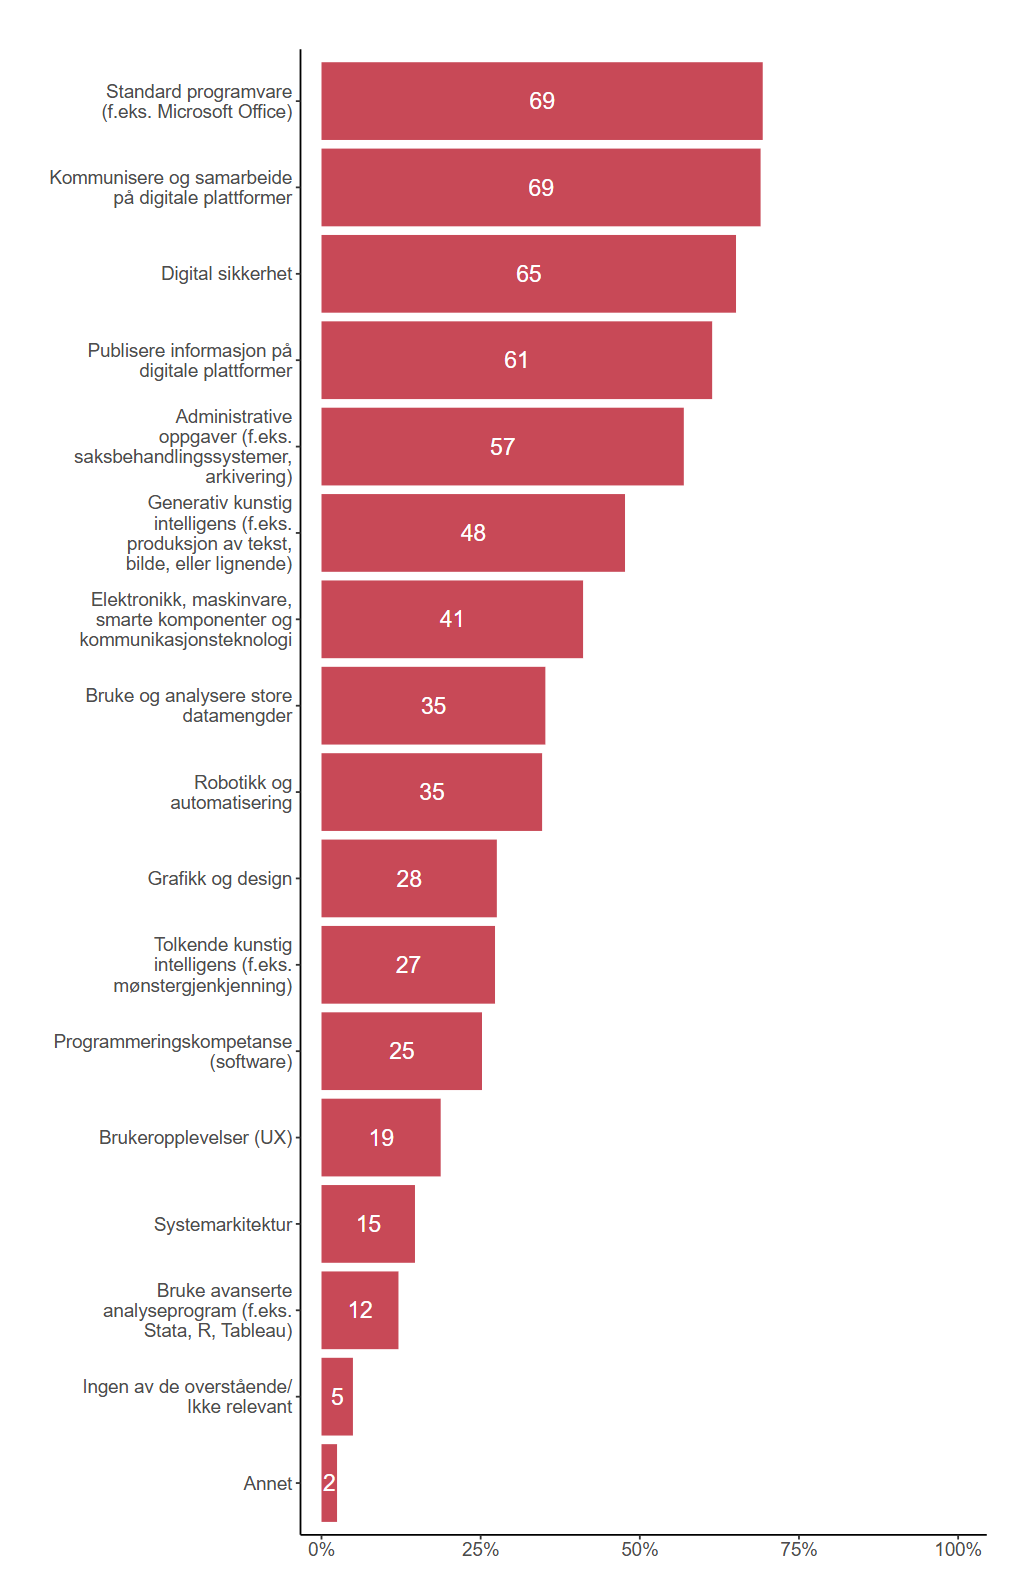 Standard programvare
(f.eks. Microsoft Office)
69
Kommunisere og samarbeide
på digitale plattformer
69
Digital sikkerhet
65
Publisere informasjon på
digitale plattformer
61
Administrative
oppgaver (f.eks.
saksbehandlingssystemer,
arkivering)
57
Generativ kunstig
intelligens (f.eks.
produksjon av tekst,
bilde, eller lignende)
48
Elektronikk, maskinvare,
smarte komponenter og
kommunikasjonsteknologi
41
Bruke og analysere store
datamengder
35
Robotikk og
automatisering
35
Grafikk og design
28
Tolkende kunstig
intelligens (f.eks.
mønstergjenkjenning)
27
Programmeringskompetanse
(software)
25
Brukeropplevelser (UX)
19
Systemarkitektur
15
Bruke avanserte
analyseprogram (f.eks.
Stata, R, Tableau)
12
Ingen av de overstående/
Ikke relevant
5
Annet
2
0% 25% 50% 75% 100%